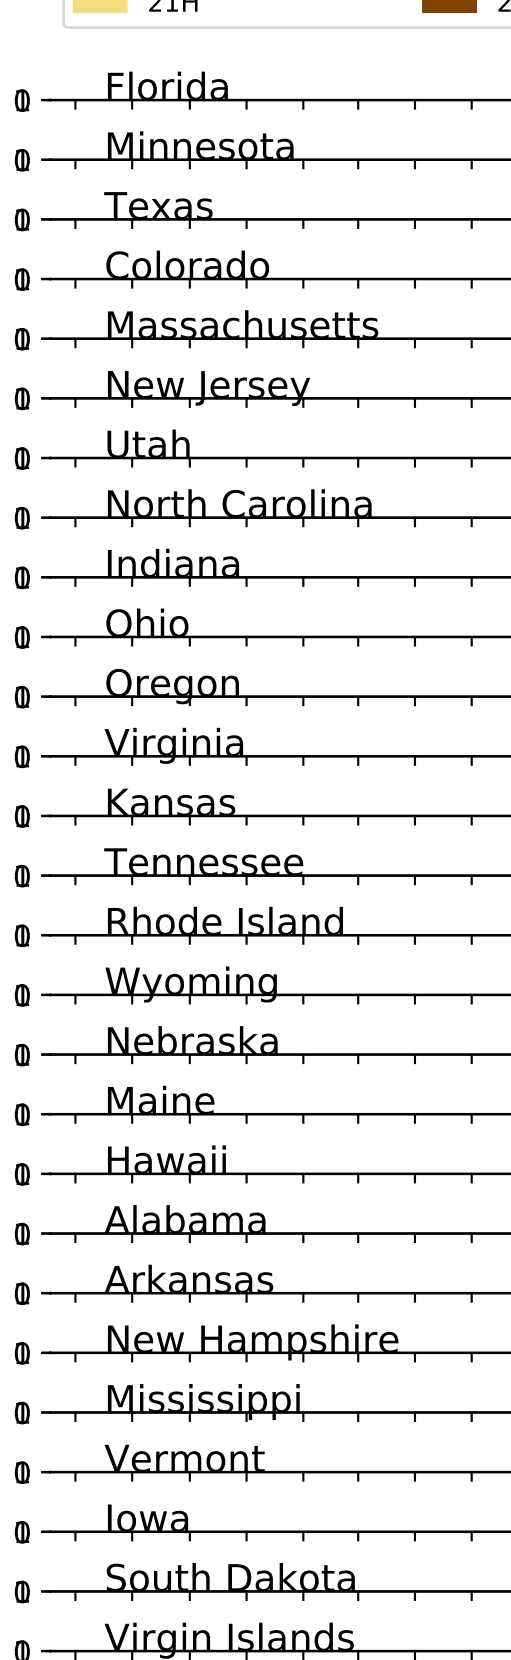 21H 2
Florida
Minnesota
Texas
Colorado
Massachusetts
New Jersey
Utah
North Carolina
Indiana
Ohio
Oregon
Virginia
Kansas
Tennessee
Rhode Island
Wyoming
Nebraska
Maine
Hawaii
Alabama
Arkansas
New Hampshire
Mississippi
Vermont
Iowa
South Dakota
Virgin Islands